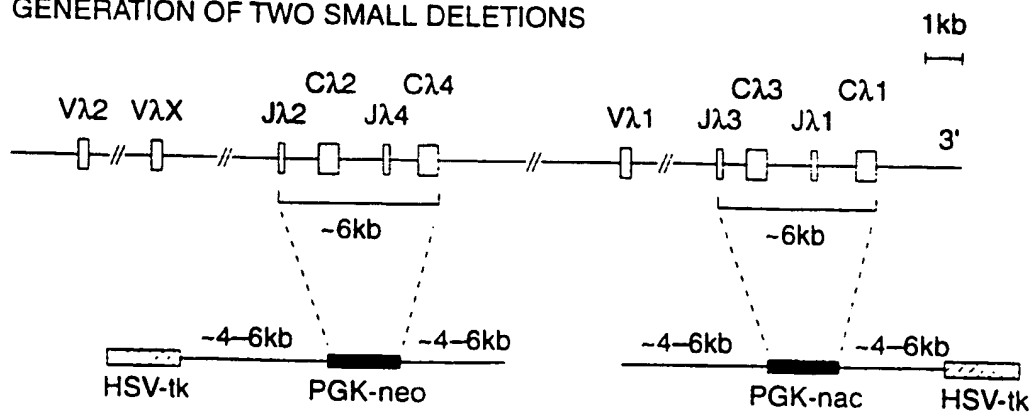 GENERATION OF TWO SMALL DELETIONS
1kb
Vλ2 VλX Jλ2 Cλ2 Jλ4 Cλ4 Vλ1 Jλ3 Cλ3 Jλ1 Cλ1 3'
~6kb ~6kb
~4–6kb ~4–6kb ~4–6kb ~4–6kb
HSV-tk PGK-neo PGK-nac HSV-tk